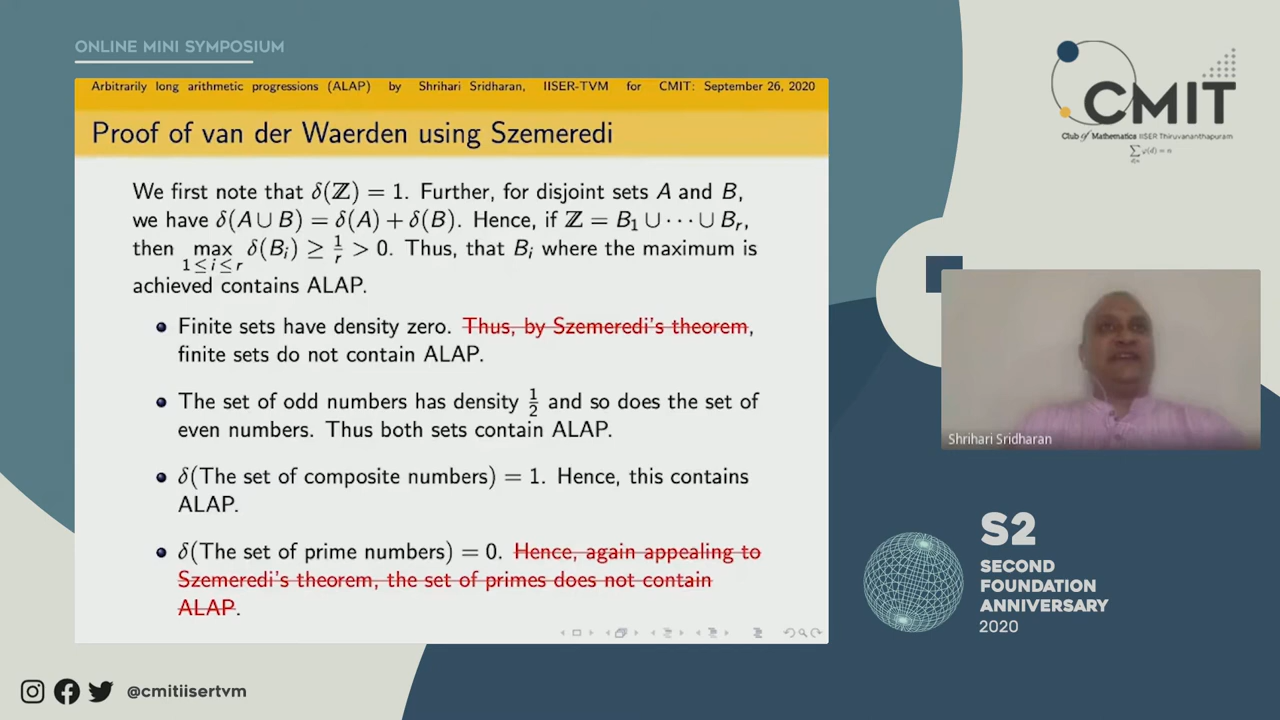 ONLINE MINI SYMPOSIUM
Arbitrarily long arithmetic progressions (ALAP) by Shrihari Sridharan, IISER-TVM for CMIT: September 26, 2020
Proof of van der Waerden using Szemeredi
We first note that δ(ℤ) = 1. Further, for disjoint sets A and B,
we have δ(A ∪ B) = δ(A) + δ(B). Hence, if ℤ = B₁ ∪ ⋯ ∪ Bᵣ,
then max δ(Bᵢ) ≥ 1/r > 0. Thus, that Bᵢ where the maximum is
1≤i≤r
achieved contains ALAP.
Finite sets have density zero. Thus, by Szemeredi's theorem,
finite sets do not contain ALAP.
The set of odd numbers has density 1/2 and so does the set of
even numbers. Thus both sets contain ALAP.
δ(The set of composite numbers) = 1. Hence, this contains
ALAP.
δ(The set of prime numbers) = 0. Hence, again appealing to
Szemeredi's theorem, the set of primes does not contain
ALAP.
CMIT
Club of Mathematics IISER Thiruvananthapuram
Shrihari Sridharan
S2
SECOND
FOUNDATION
ANNIVERSARY
2020
@cmitiisertvm